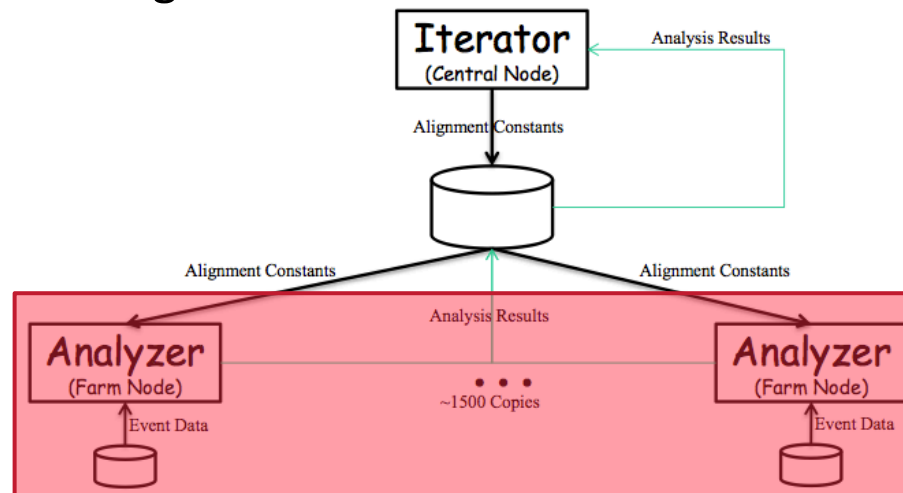 Iterator
(Central Node)
Analysis Results
Alignment Constants
Alignment Constants
Alignment Constants
Analysis Results
Analyzer
(Farm Node)
Analyzer
(Farm Node)
• • •
~1500 Copies
Event Data
Event Data